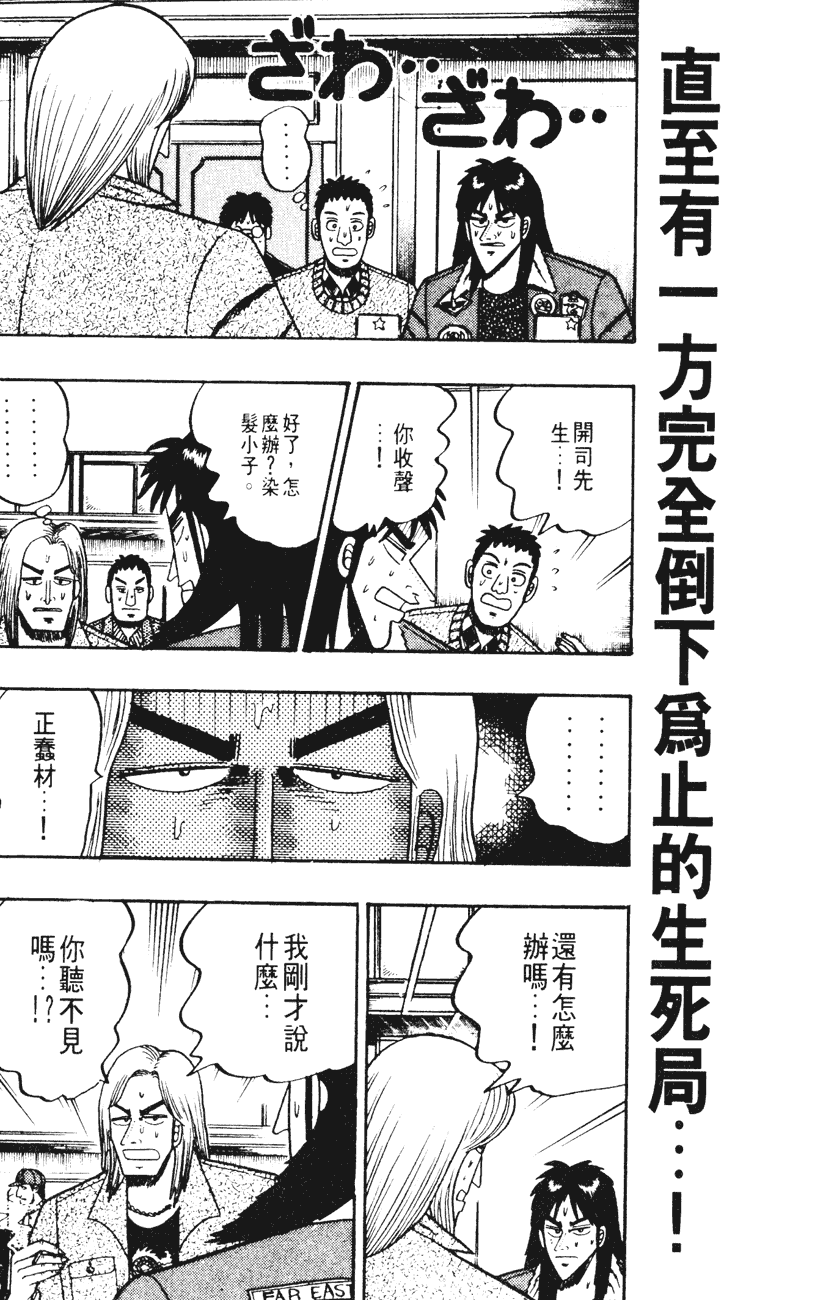 直至有一方完全倒下爲止的生死局⋯!
ざわ‥
ざわ‥
⋯
開司先
生⋯!
你收聲
⋯!
好了，怎
麼辦?染
髮小子。
⋯⋯
⋯⋯
⋯⋯
⋯⋯
正蠢材⋯!
還有怎麼
辦嗎⋯!
我剛才說
什麼⋯
你聽不見
嗎⋯!?
FAR EAST